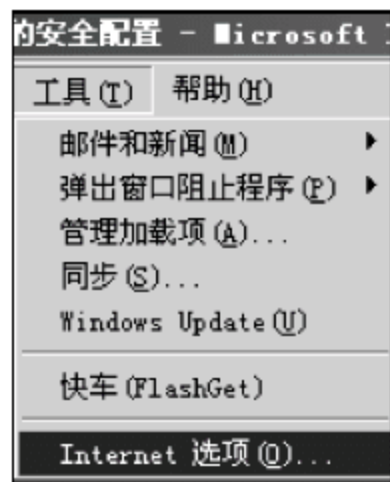 的安全配置 - Microsoft
工具(T) 帮助(H)
邮件和新闻(M)
弹出窗口阻止程序(P)
管理加载项(A)...
同步(S)...
Windows Update(U)
快车(FlashGet)
Internet 选项(O)...